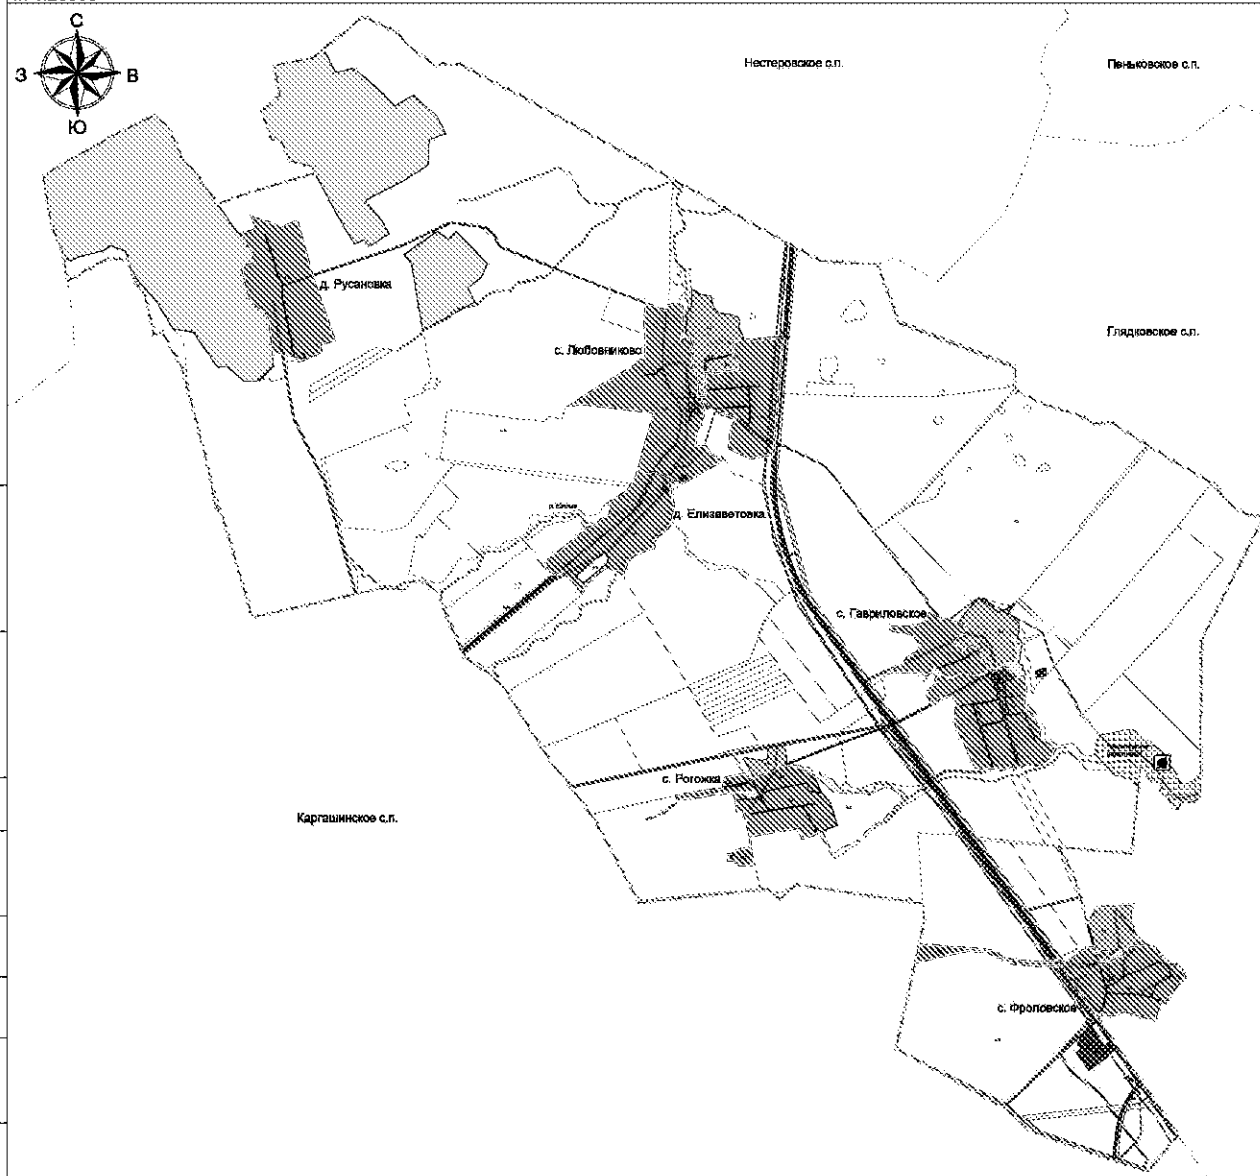 С
З
В
Ю
Нестеровское с.п.
Пеньковское с.п.
д. Русановка
Глядковское с.п.
с. Любовниково
д. Елизаветовка
с. Гавриловское
с. Рогожка
Каргашинское с.п.
с. Фроловское